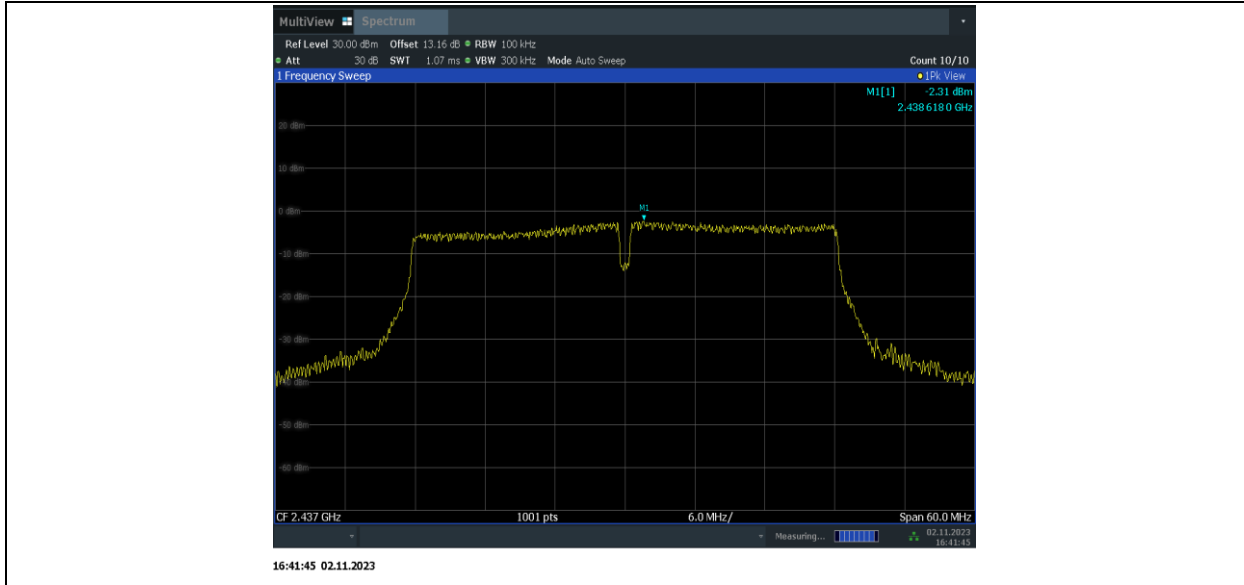 MultiView Spectrum
Ref Level 30.00 dBm Offset 13.16 dB RBW 100 kHz
Att 30 dB SWT 1.07 ms VBW 300 kHz Mode Auto Sweep Count 10/10
1 Frequency Sweep 1Pk View
M1[1] -2.31 dBm
2.4386180 GHz
20 dBm
10 dBm
M1
0 dBm
-10 dBm
-20 dBm
-30 dBm
-40 dBm
-50 dBm
-60 dBm
CF 2.437 GHz 1001 pts 6.0 MHz/ Span 60.0 MHz
Measuring... 02.11.2023
16:41:45
16:41:45 02.11.2023